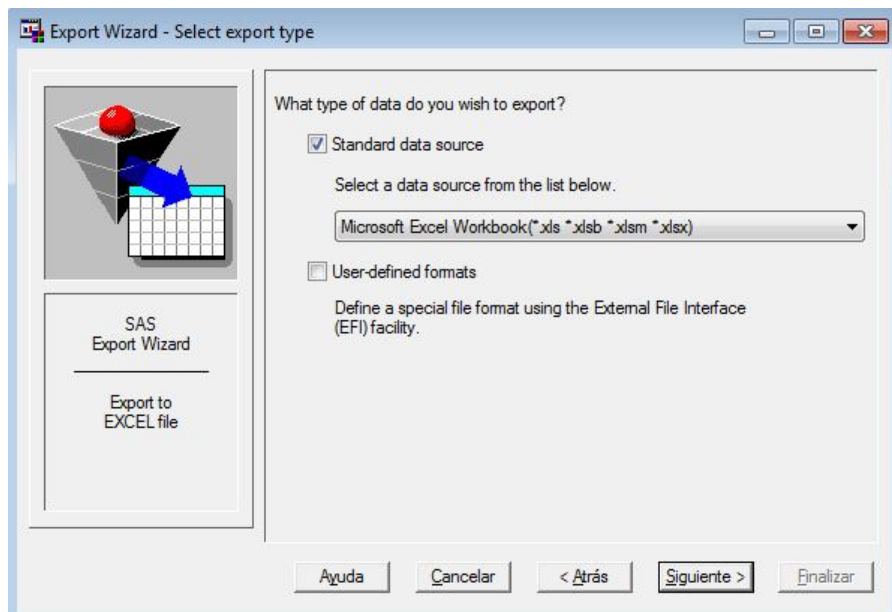 Export Wizard - Select export type
What type of data do you wish to export?
Standard data source
Select a data source from the list below.
Microsoft Excel Workbook(*.xls *.xlsb *.xlsm *.xlsx)
User-defined formats
Define a special file format using the External File Interface
(EFI) facility.
SAS
Export Wizard
Export to
EXCEL file
Ayuda
Cancelar
< Atrás
Siguiente >
Finalizar